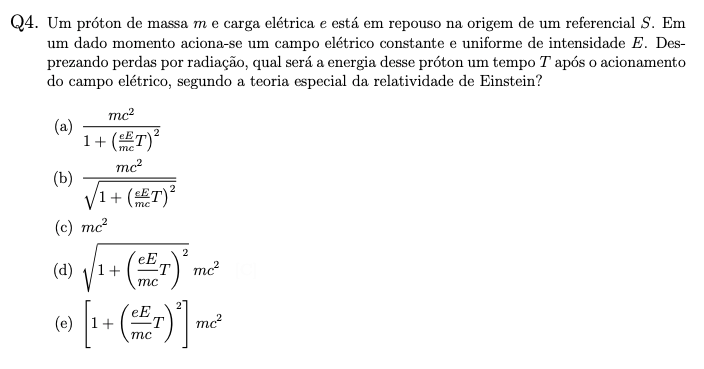 Q4. Um próton de massa m e carga elétrica e está em repouso na origem de um referencial S. Em
um dado momento aciona-se um campo elétrico constante e uniforme de intensidade E. Des-
prezando perdas por radiação, qual será a energia desse próton um tempo T após o acionamento
do campo elétrico, segundo a teoria especial da relatividade de Einstein?
(a) \frac{mc^2}{1 + \left(\frac{eE}{mc}T\right)^2}
(b) \frac{mc^2}{\sqrt{1 + \left(\frac{eE}{mc}T\right)^2}}
(c) mc^2
(d) \sqrt{1 + \left(\frac{eE}{mc}T\right)^2} mc^2
(e) \left[1 + \left(\frac{eE}{mc}T\right)^2\right] mc^2